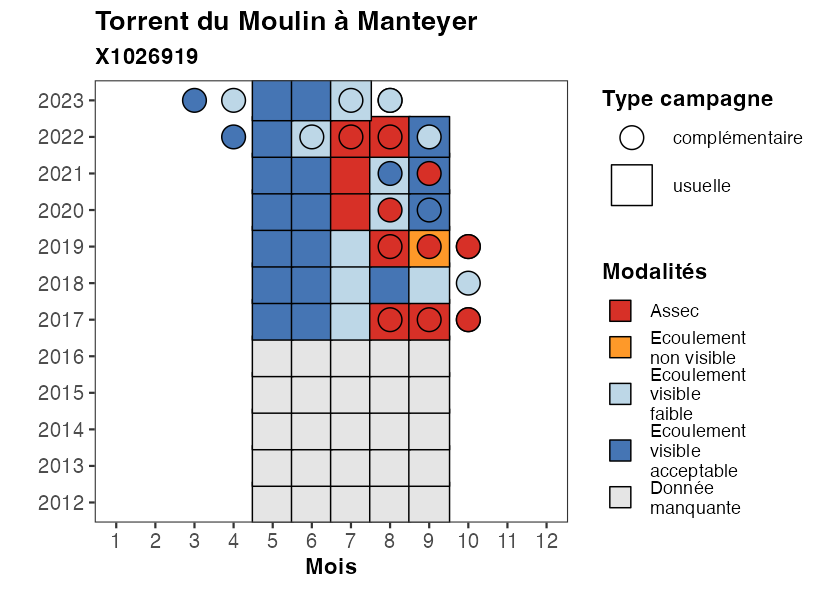 Torrent du Moulin à Manteyer
X1026919
2023
2022
2021
2020
2019
2018
2017
2016
2015
2014
2013
2012
1 2 3 4 5 6 7 8 9 10 11 12
Mois
Type campagne
complémentaire
usuelle
Modalités
Assec
Ecoulement
non visible
Ecoulement
visible
faible
Ecoulement
visible
acceptable
Donnée
manquante